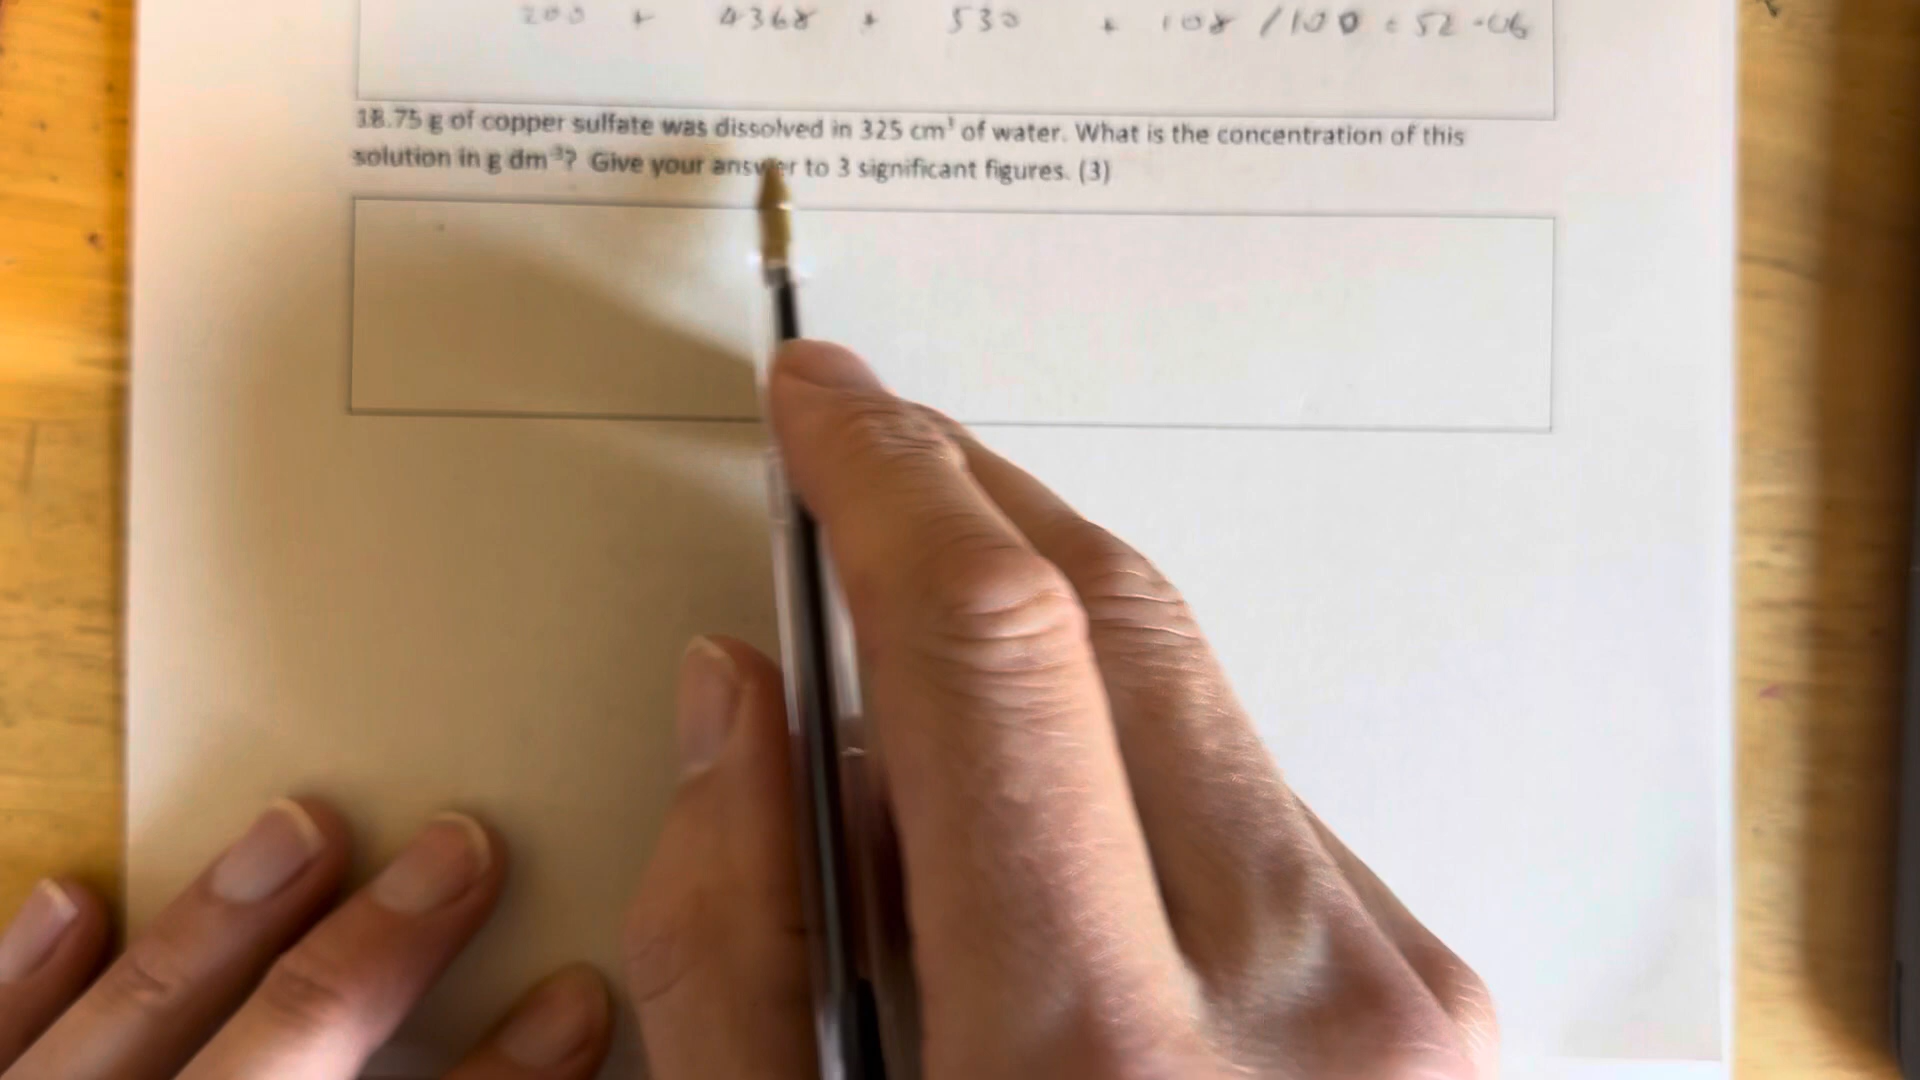 200 + 4368 + 530 + 108 /100 = 52.06
18.75 g of copper sulfate was dissolved in 325 cm³ of water. What is the concentration of this
solution in g dm⁻³? Give your answer to 3 significant figures. (3)